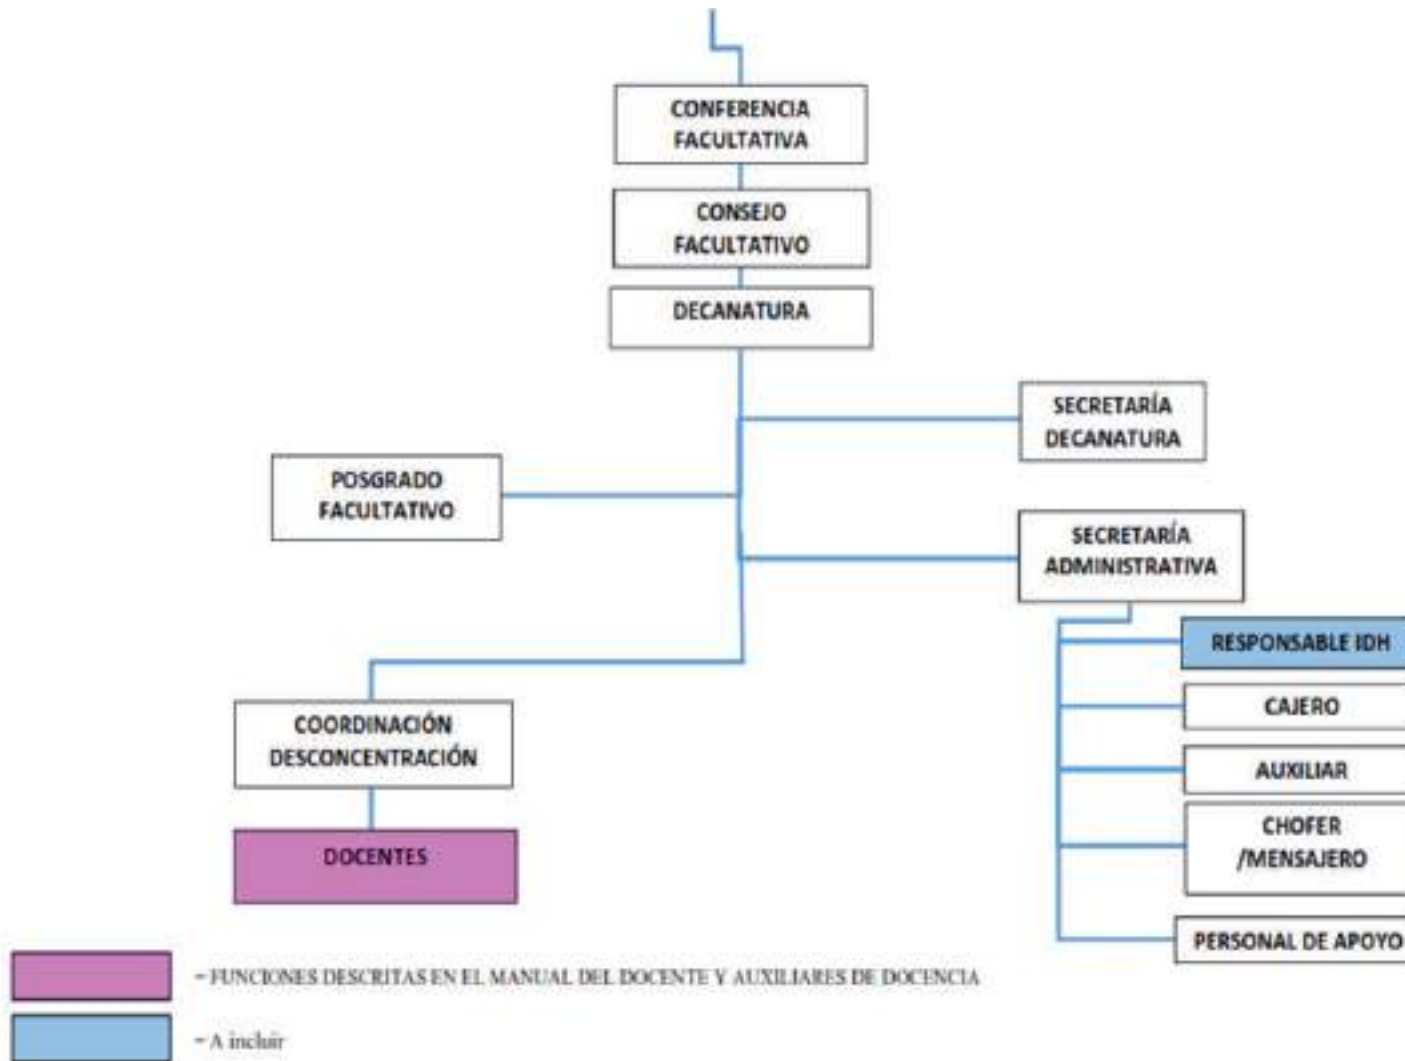 CONFERENCIA
FACULTATIVA
CONSEJO
FACULTATIVO
DECANATURA
SECRETARÍA
DECANATURA
POSGRADO
FACULTATIVO
SECRETARÍA
ADMINISTRATIVA
RESPONSABLE IDH
CAJERO
AUXILIAR
CHOFER
/MENSAJERO
PERSONAL DE APOYO
COORDINACIÓN
DESCONCENTRACIÓN
DOCENTES
= FUNCIONES DESCRITAS EN EL MANUAL DEL DOCENTE Y AUXILIARES DE DOCENCIA
= A incluir